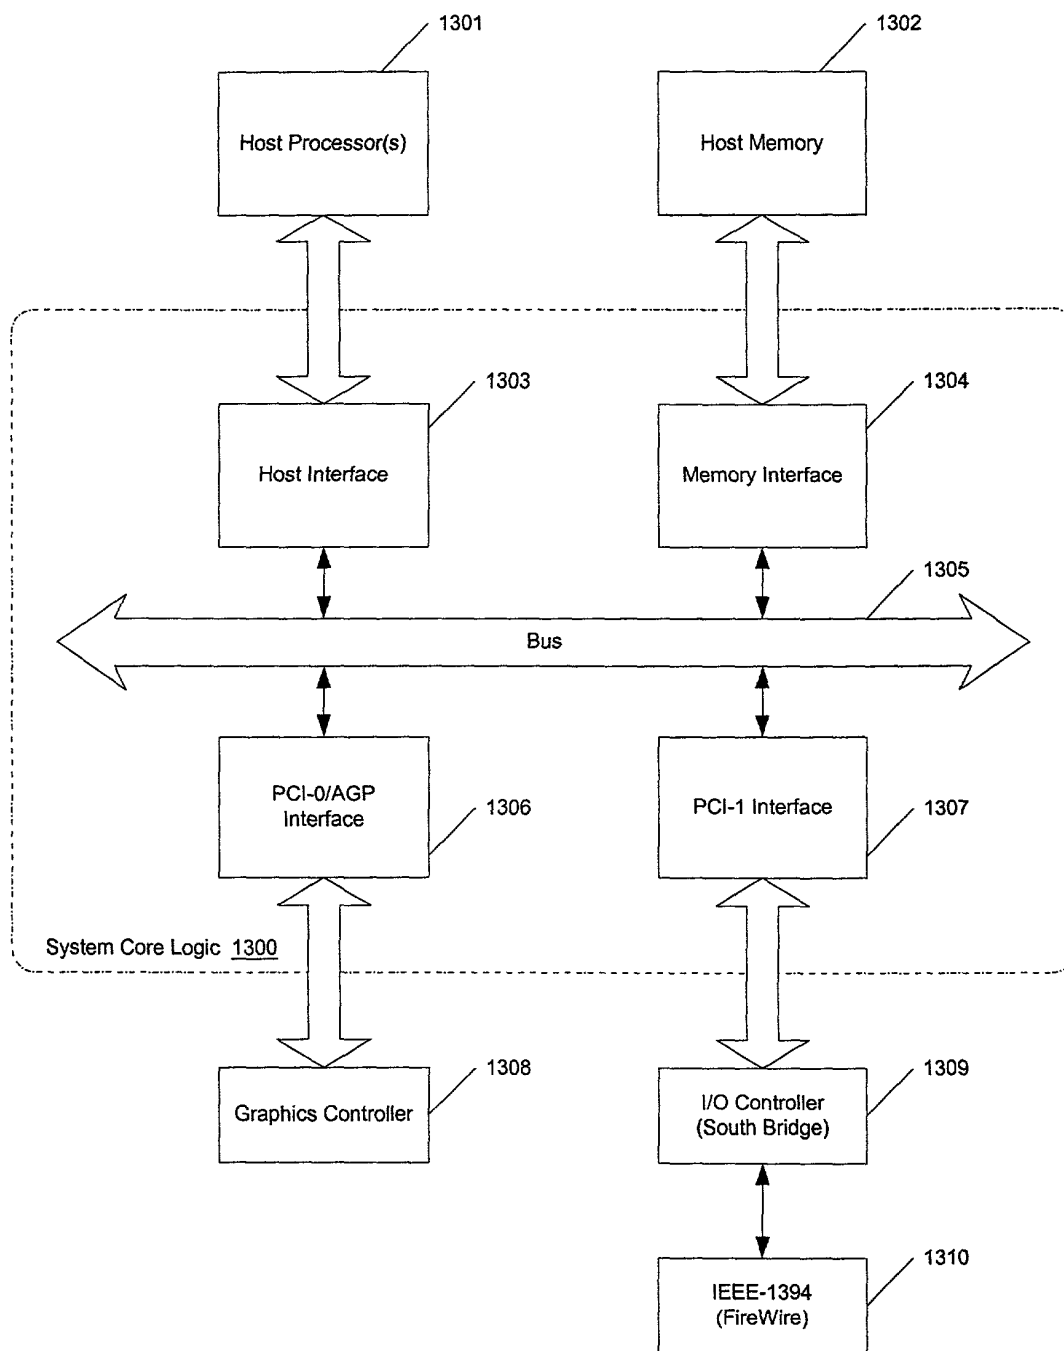 1301
1302
Host Processor(s)
Host Memory
1303
1304
Host Interface
Memory Interface
1305
Bus
PCI-0/AGP
Interface
1306
PCI-1 Interface
1307
System Core Logic 1300
1308
1309
Graphics Controller
I/O Controller
(South Bridge)
1310
IEEE-1394
(FireWire)